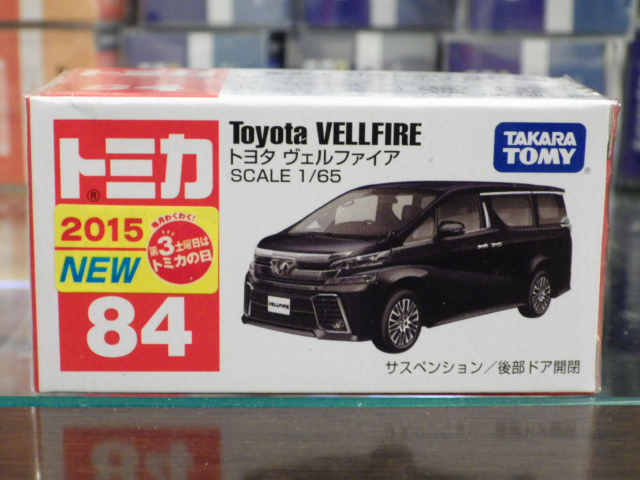 トミカ
®
2015
NEW
毎月わくわく!
第3土曜日は
トミカの日
84
Toyota VELLFIRE
トヨタ ヴェルファイア
SCALE 1/65
TAKARA
TOMY
®
VELLFIRE
サスペンション/後部ドア開閉